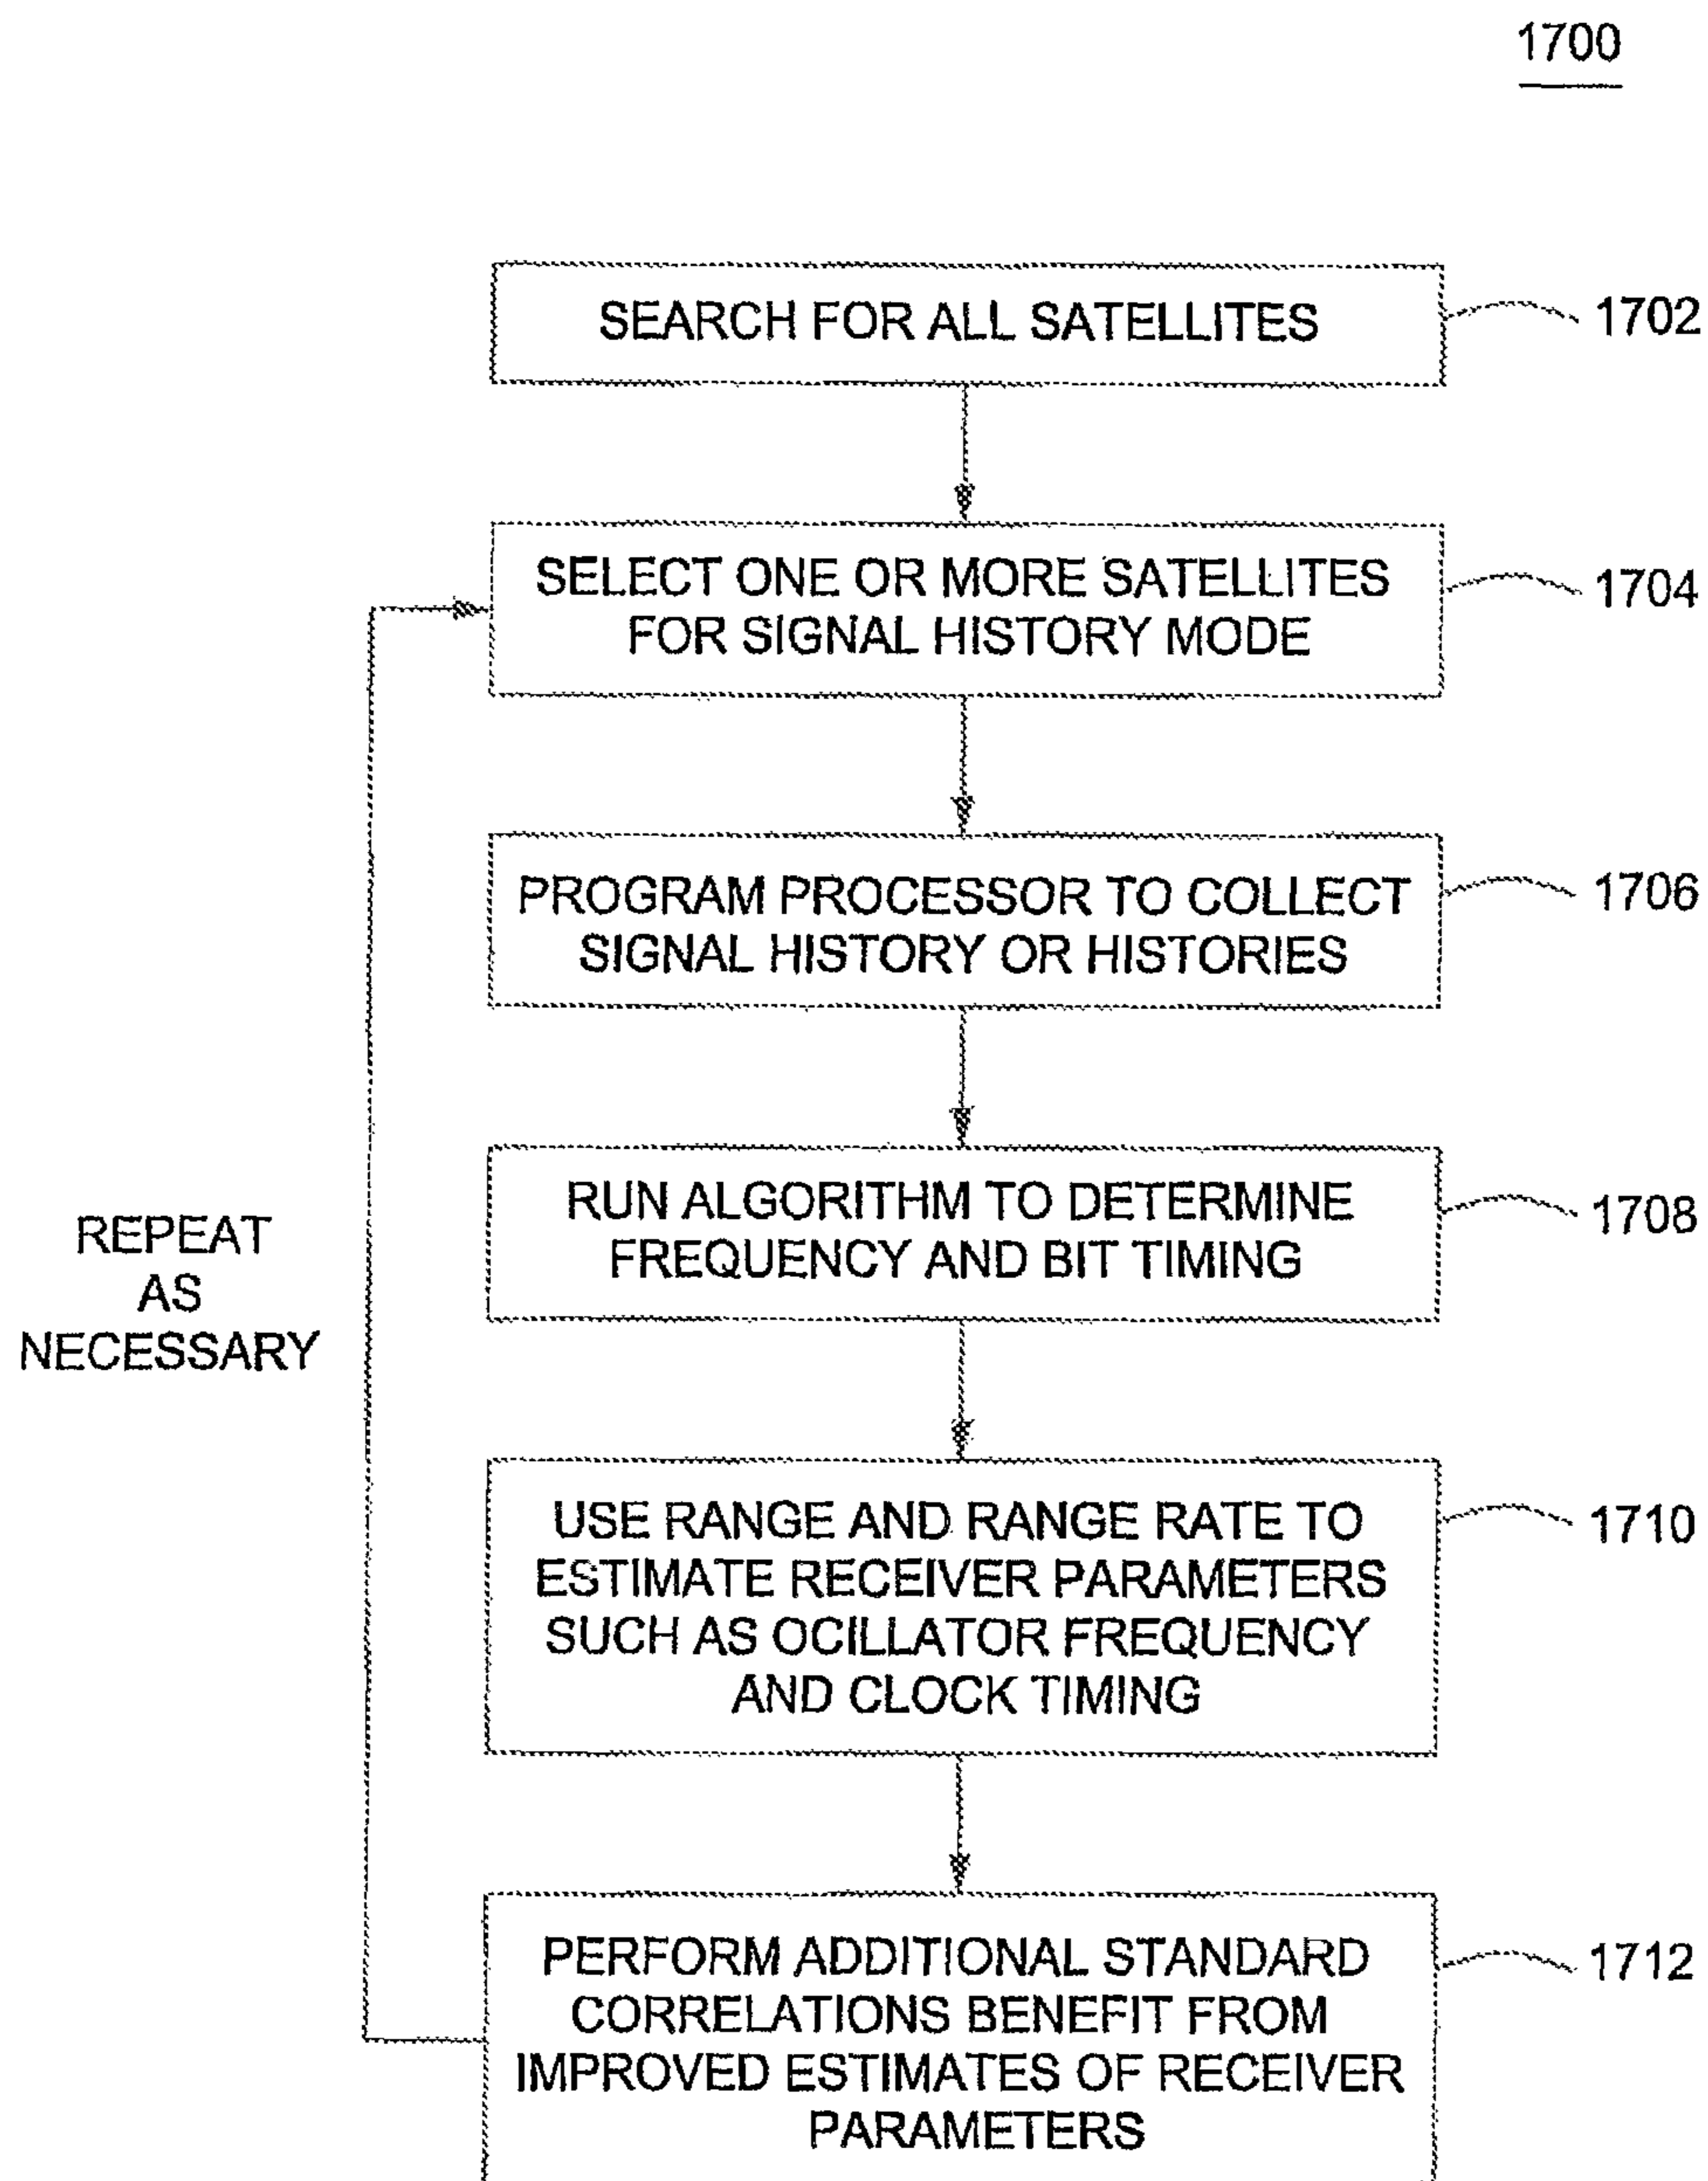 1700
SEARCH FOR ALL SATELLITES
1702
SELECT ONE OR MORE SATELLITES
FOR SIGNAL HISTORY MODE
1704
PROGRAM PROCESSOR TO COLLECT
SIGNAL HISTORY OR HISTORIES
1706
RUN ALGORITHM TO DETERMINE
FREQUENCY AND BIT TIMING
1708
REPEAT
AS
NECESSARY
USE RANGE AND RANGE RATE TO
ESTIMATE RECEIVER PARAMETERS
SUCH AS OCILLATOR FREQUENCY
AND CLOCK TIMING
1710
PERFORM ADDITIONAL STANDARD
CORRELATIONS BENEFIT FROM
IMPROVED ESTIMATES OF RECEIVER
PARAMETERS
1712